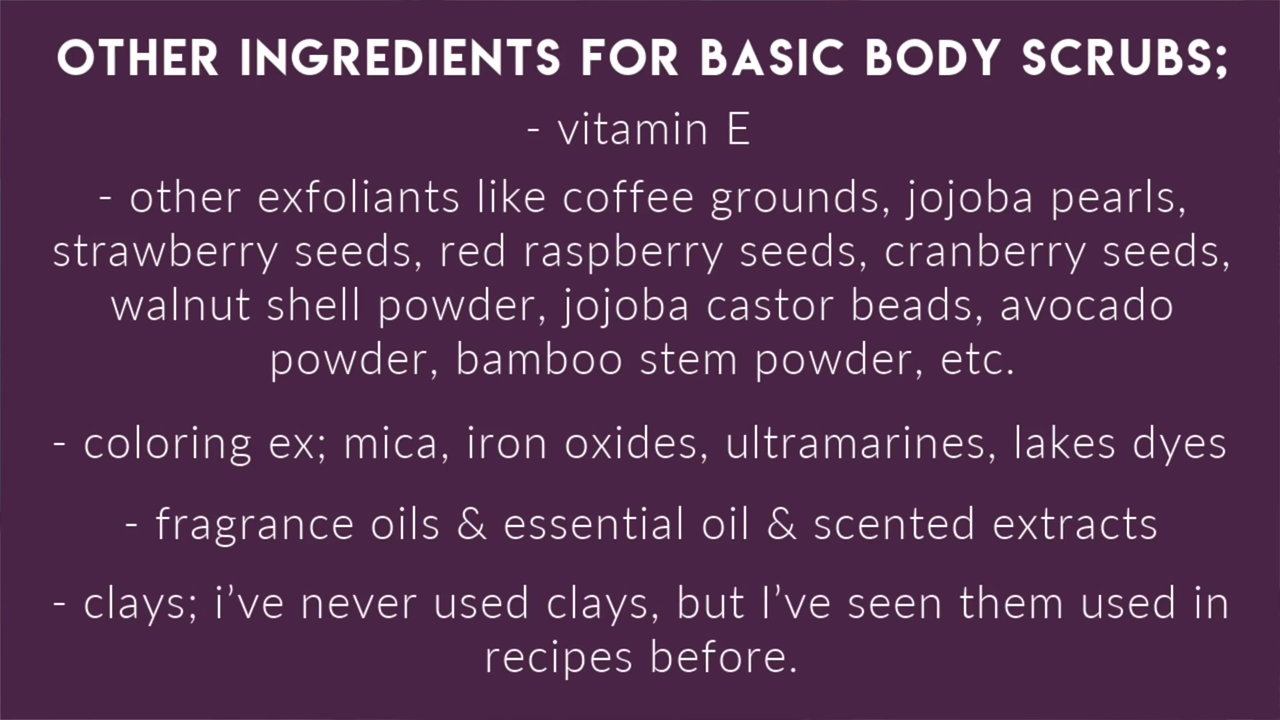 OTHER INGREDIENTS FOR BASIC BODY SCRUBS;
- vitamin E
- other exfoliants like coffee grounds, jojoba pearls,
strawberry seeds, red raspberry seeds, cranberry seeds,
walnut shell powder, jojoba castor beads, avocado
powder, bamboo stem powder, etc.
- coloring ex; mica, iron oxides, ultramarines, lakes dyes
- fragrance oils & essential oil & scented extracts
- clays; i’ve never used clays, but I’ve seen them used in
recipes before.